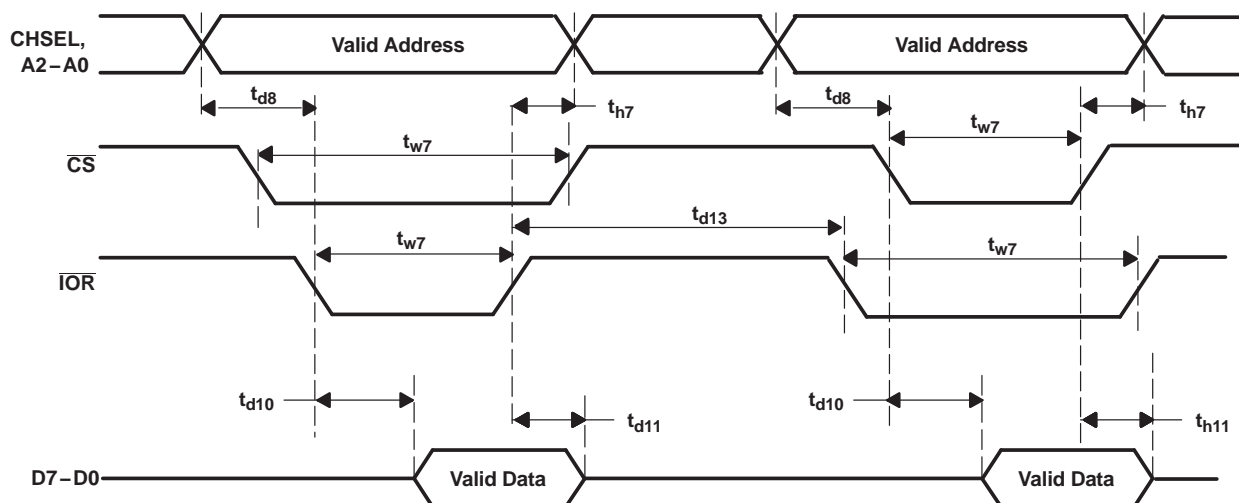 CHSEL,
A2–A0
Valid Address
Valid Address
td8
th7
td8
th7
CS
tw7
tw7
td13
IOR
tw7
tw7
td10
td11
td10
th11
D7–D0
Valid Data
Valid Data